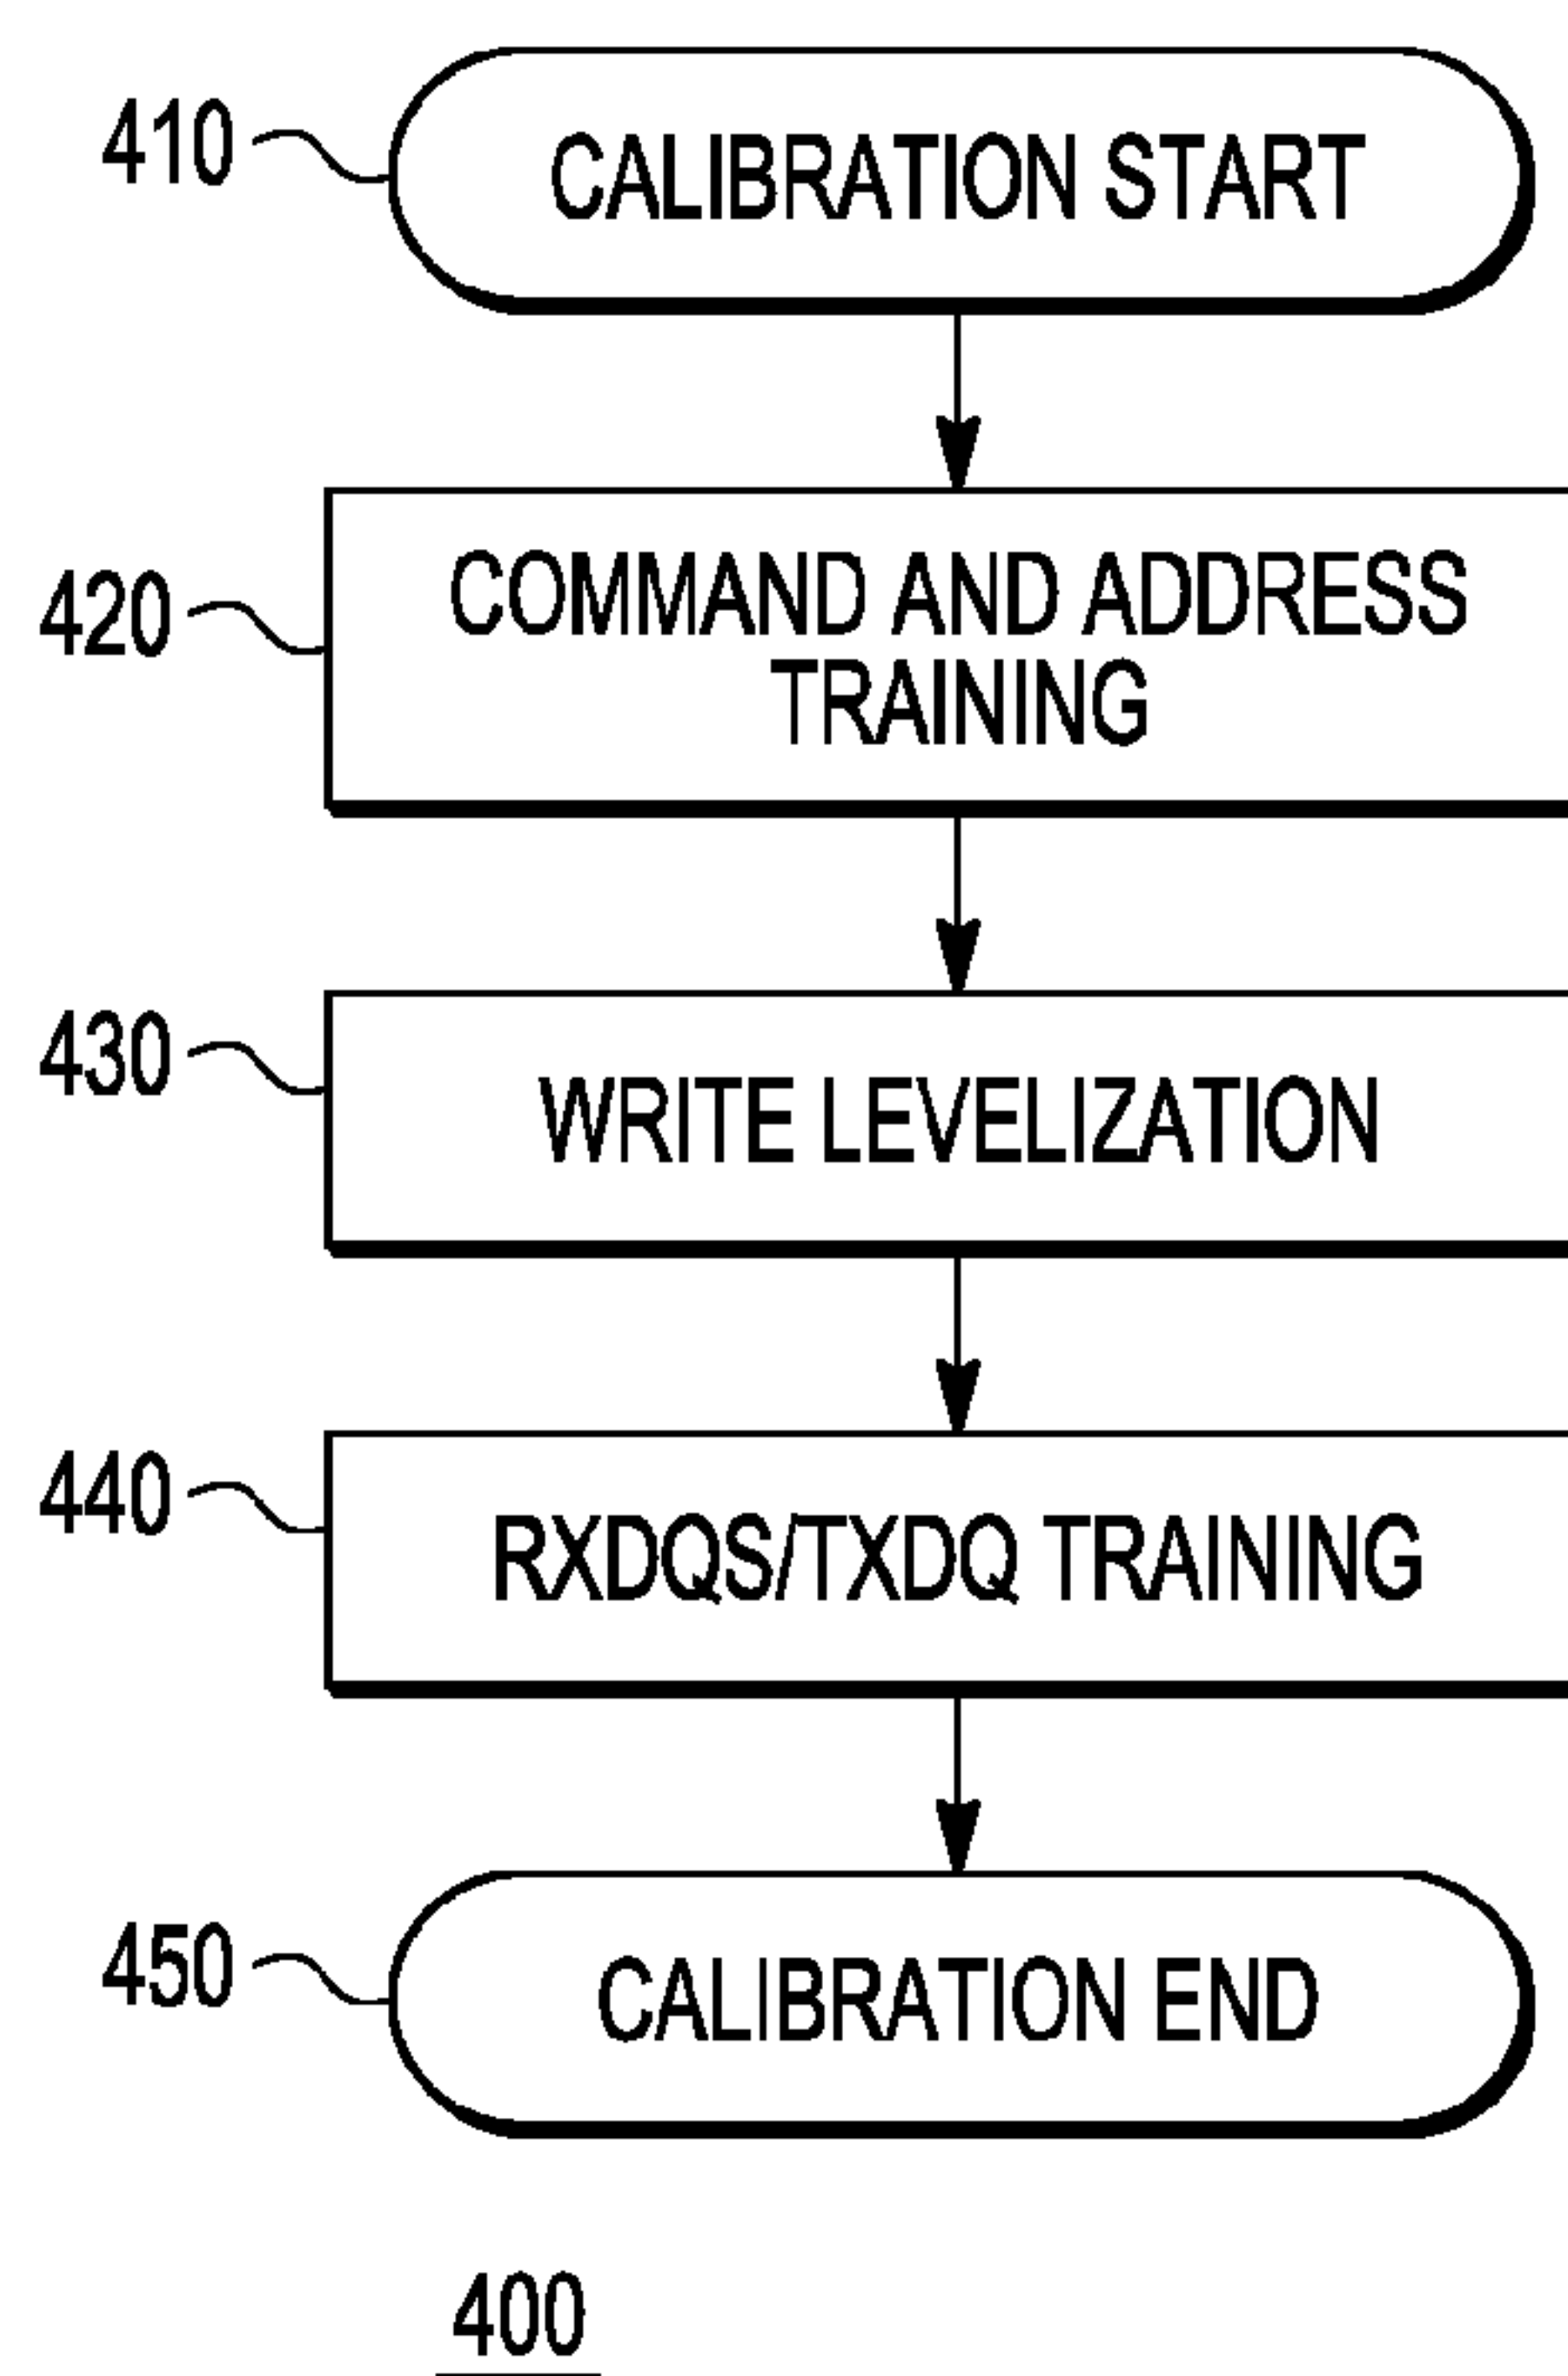 410
CALIBRATION START
420
COMMAND AND ADDRESS
TRAINING
430
WRITE LEVELIZATION
440
RXDQS/TXDQ TRAINING
450
CALIBRATION END
400